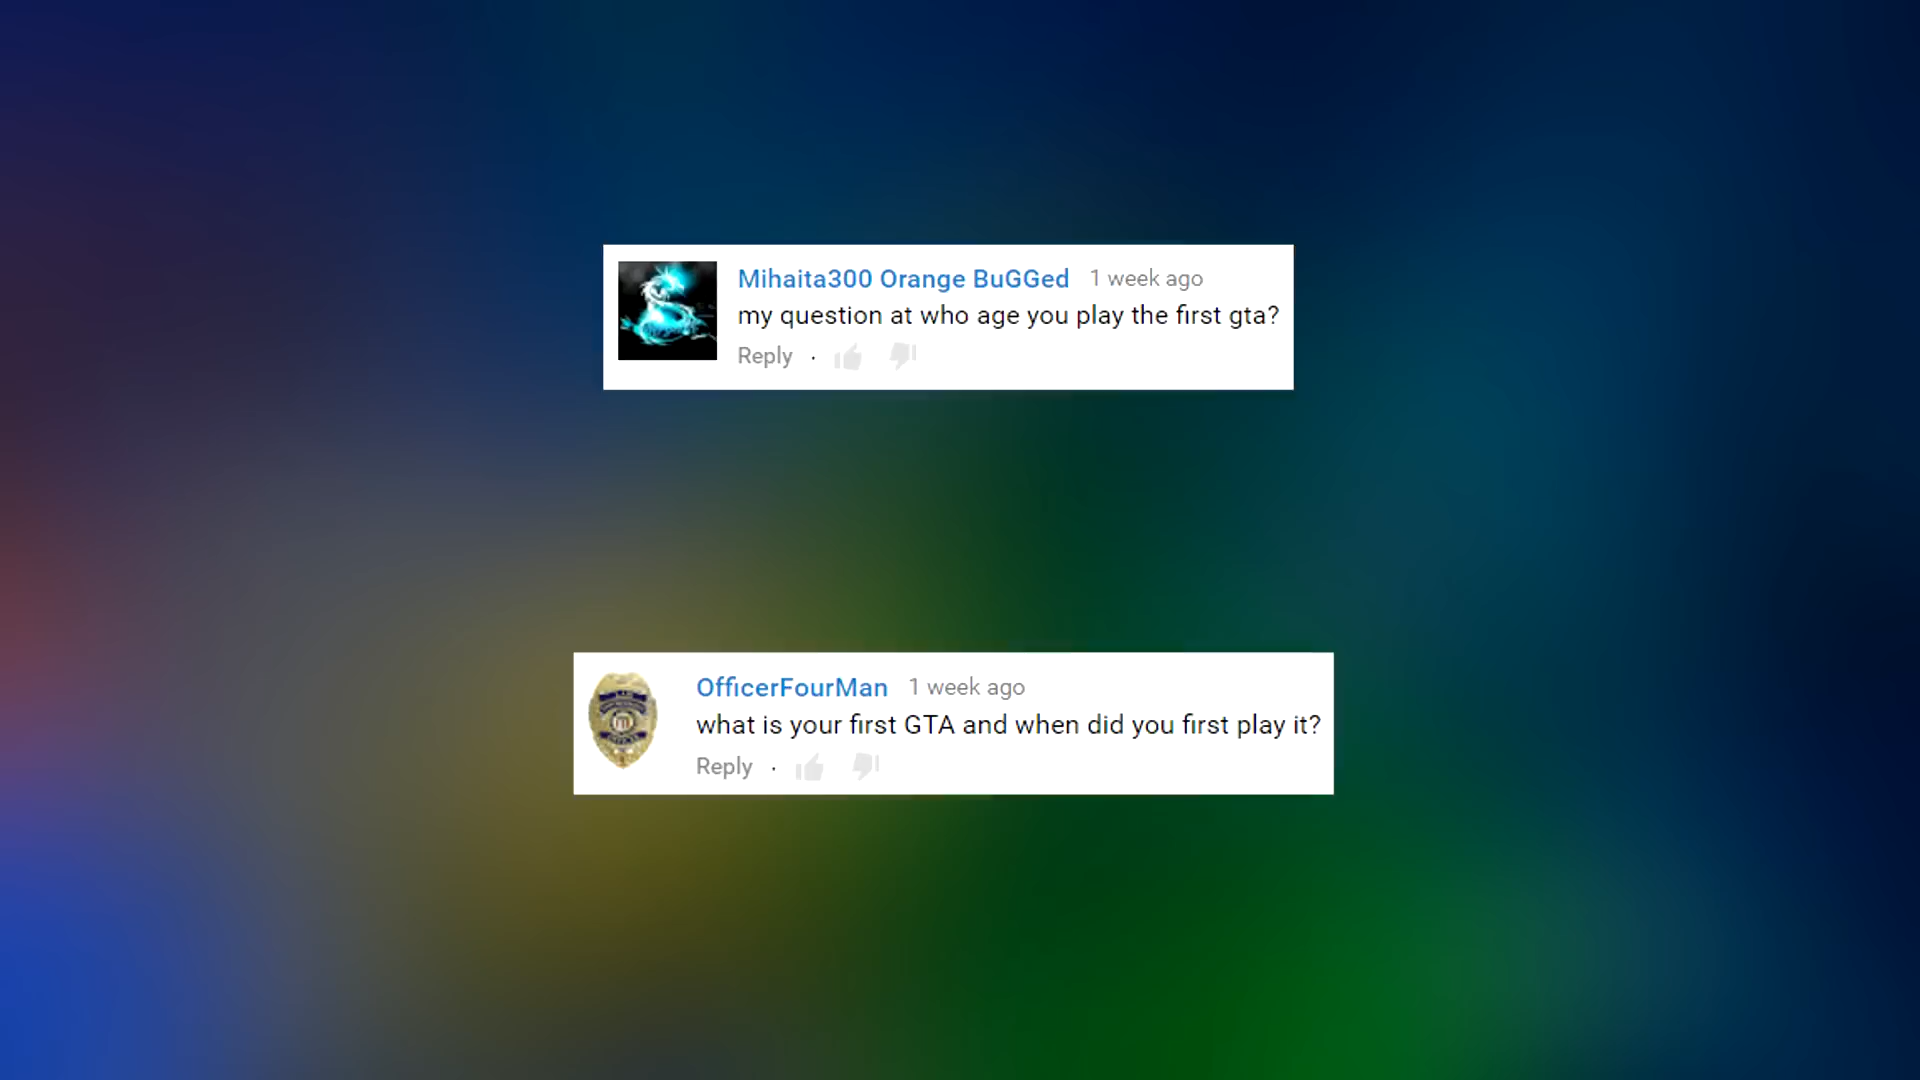 Mihaita300 Orange BuGGed 1 week ago
my question at who age you play the first gta?
Reply ·
OfficerFourMan 1 week ago
what is your first GTA and when did you first play it?
Reply ·